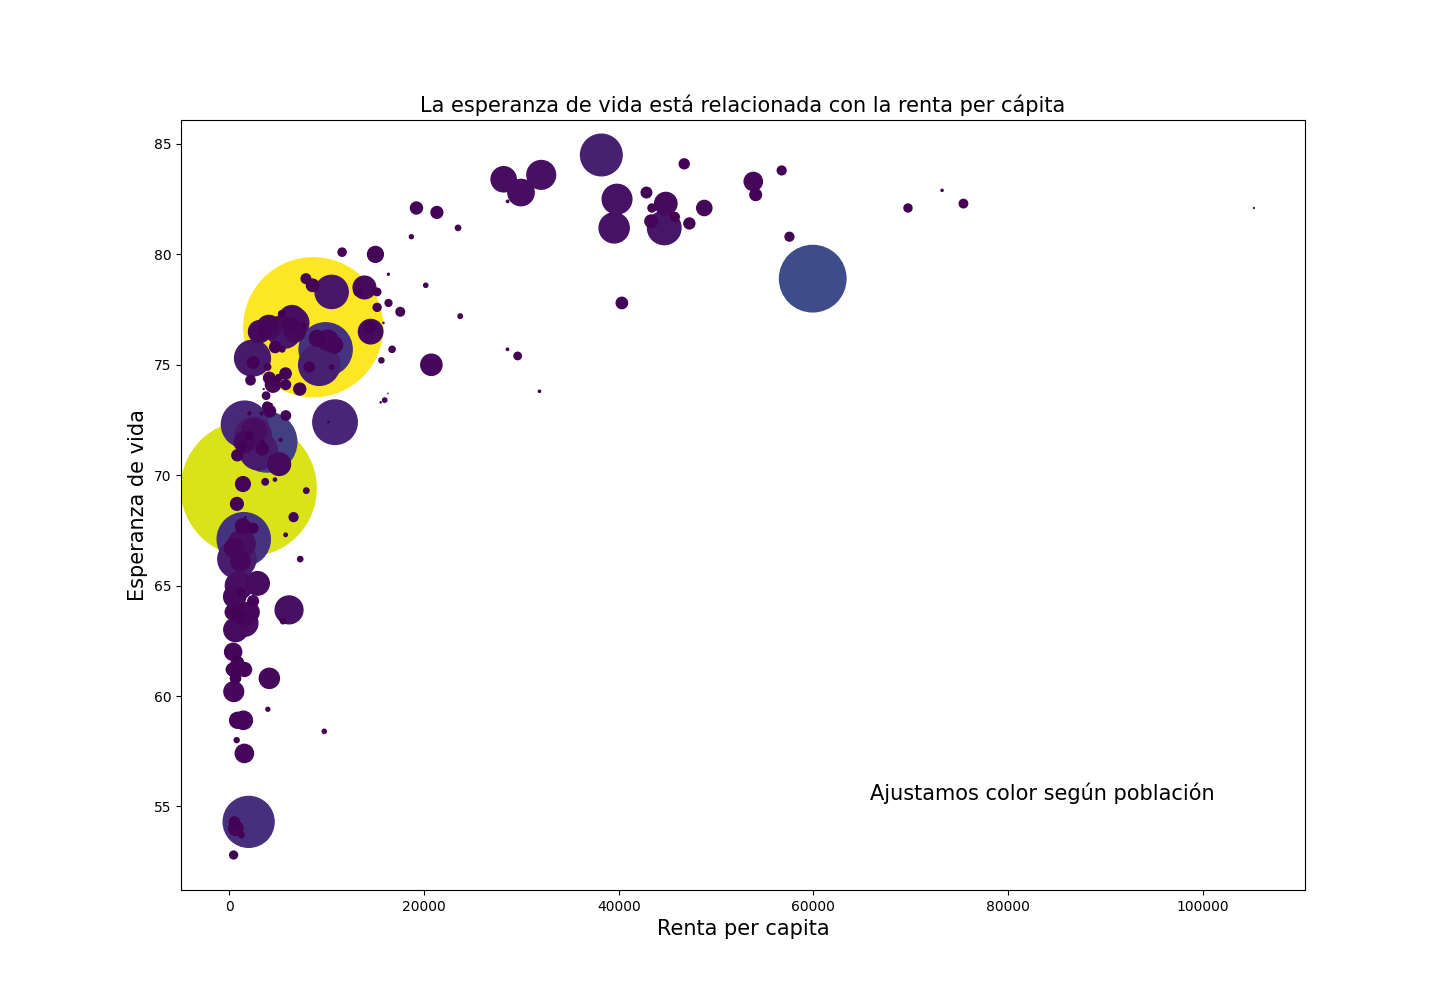 La esperanza de vida está relacionada con la renta per cápita
85
80
75
70
65
60
55
Esperanza de vida
Ajustamos color según población
0 20000 40000 60000 80000 100000
Renta per capita